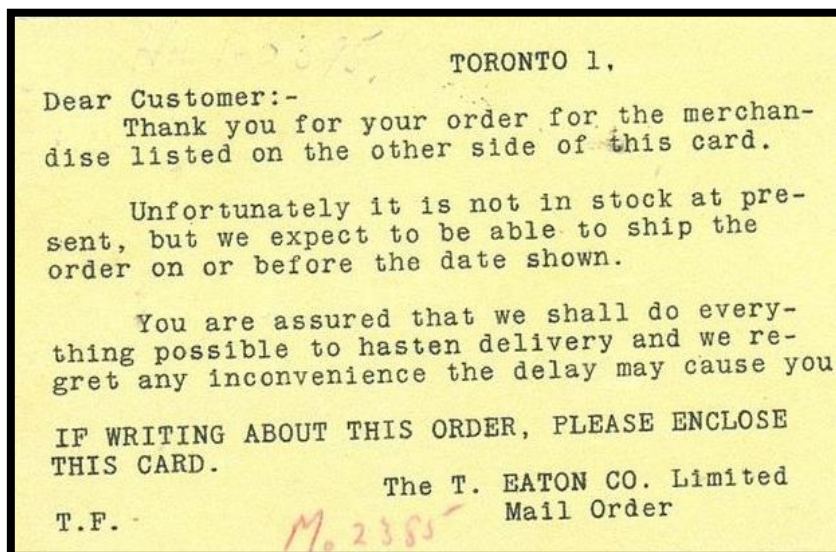 TORONTO 1,
Dear Customer:-
Thank you for your order for the merchan-
dise listed on the other side of this card.
Unfortunately it is not in stock at pre-
sent, but we expect to be able to ship the
order on or before the date shown.
You are assured that we shall do every-
thing possible to hasten delivery and we re-
gret any inconvenience the delay may cause you
IF WRITING ABOUT THIS ORDER, PLEASE ENCLOSE
THIS CARD.
The T. EATON CO. Limited
T.F. Mail Order
2385